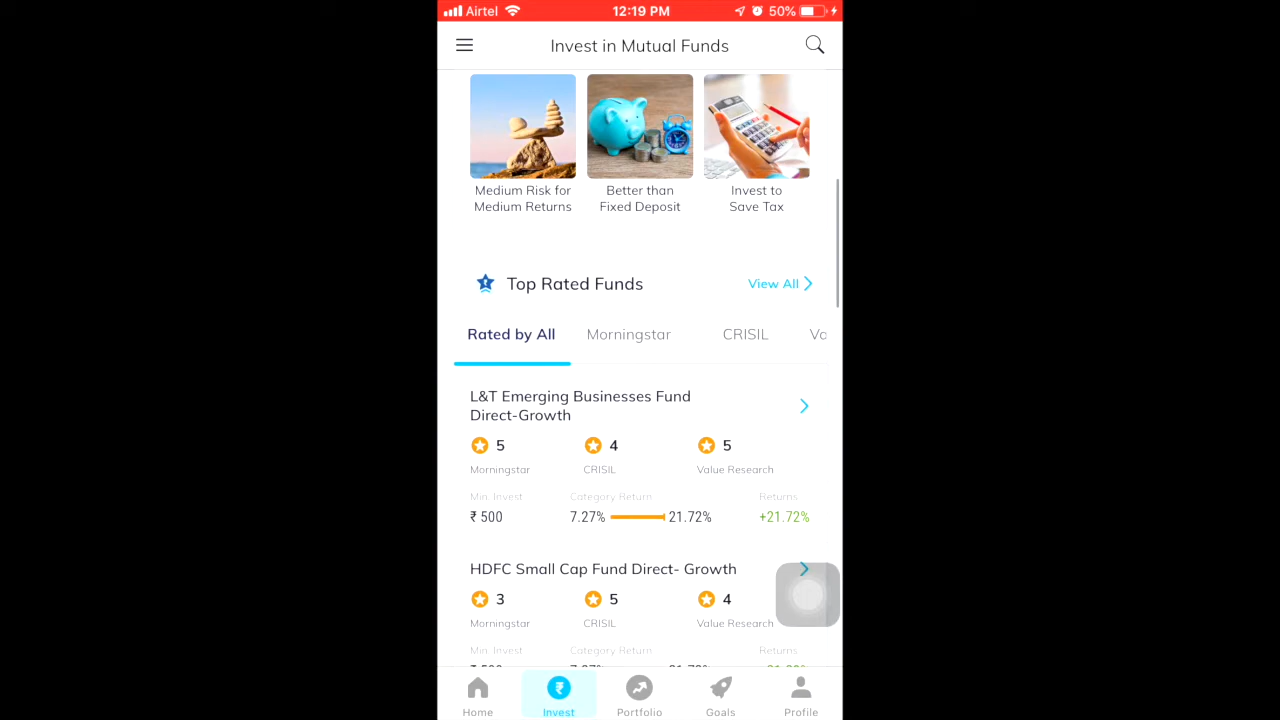 Airtel 12:19 PM 50%
Invest in Mutual Funds
Medium Risk for
Medium Returns
Better than
Fixed Deposit
Invest to
Save Tax
Top Rated Funds View All
Rated by All Morningstar CRISIL Va
L&T Emerging Businesses Fund
Direct-Growth
5 4 5
Morningstar CRISIL Value Research
Min. Invest Category Return Returns
₹ 500 7.27% 21.72% +21.72%
HDFC Small Cap Fund Direct- Growth
3 5 4
Morningstar CRISIL Value Research
Min. Invest Category Return Returns
Home Invest Portfolio Goals Profile